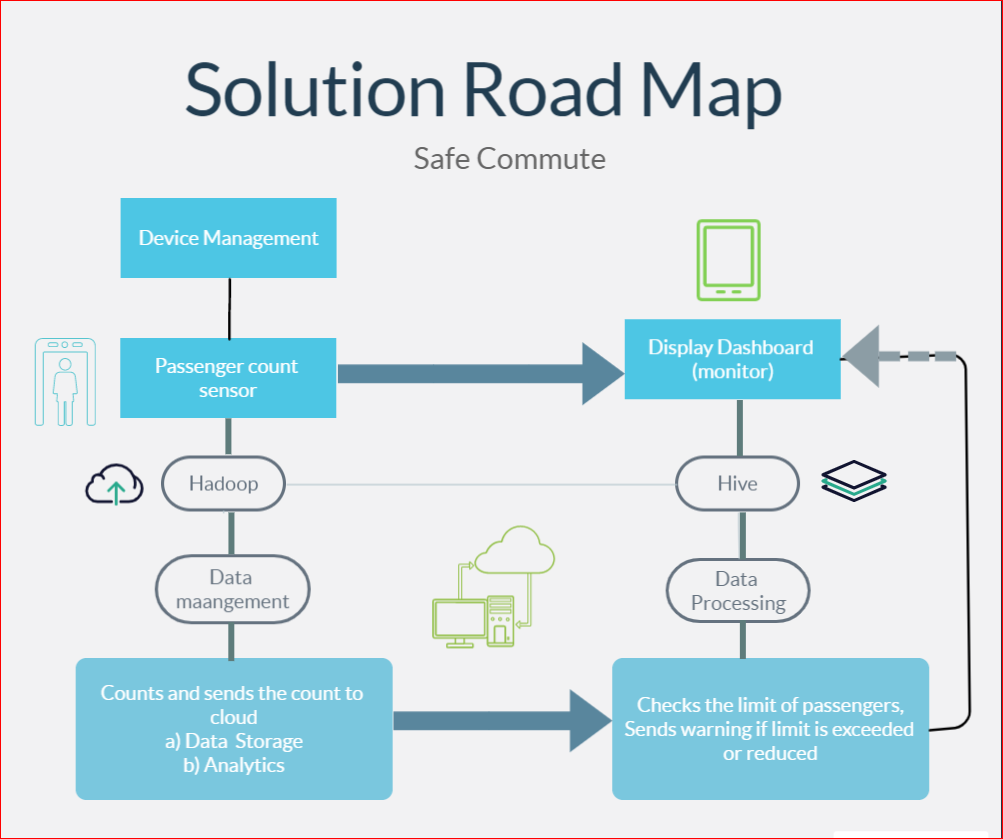 Solution Road Map
Safe Commute
Device Management
Passenger count
sensor
Display Dashboard
(monitor)
Hadoop
Hive
Data
maangement
Data
Processing
Counts and sends the count to
cloud
a) Data Storage
b) Analytics
Checks the limit of passengers,
Sends warning if limit is exceeded
or reduced